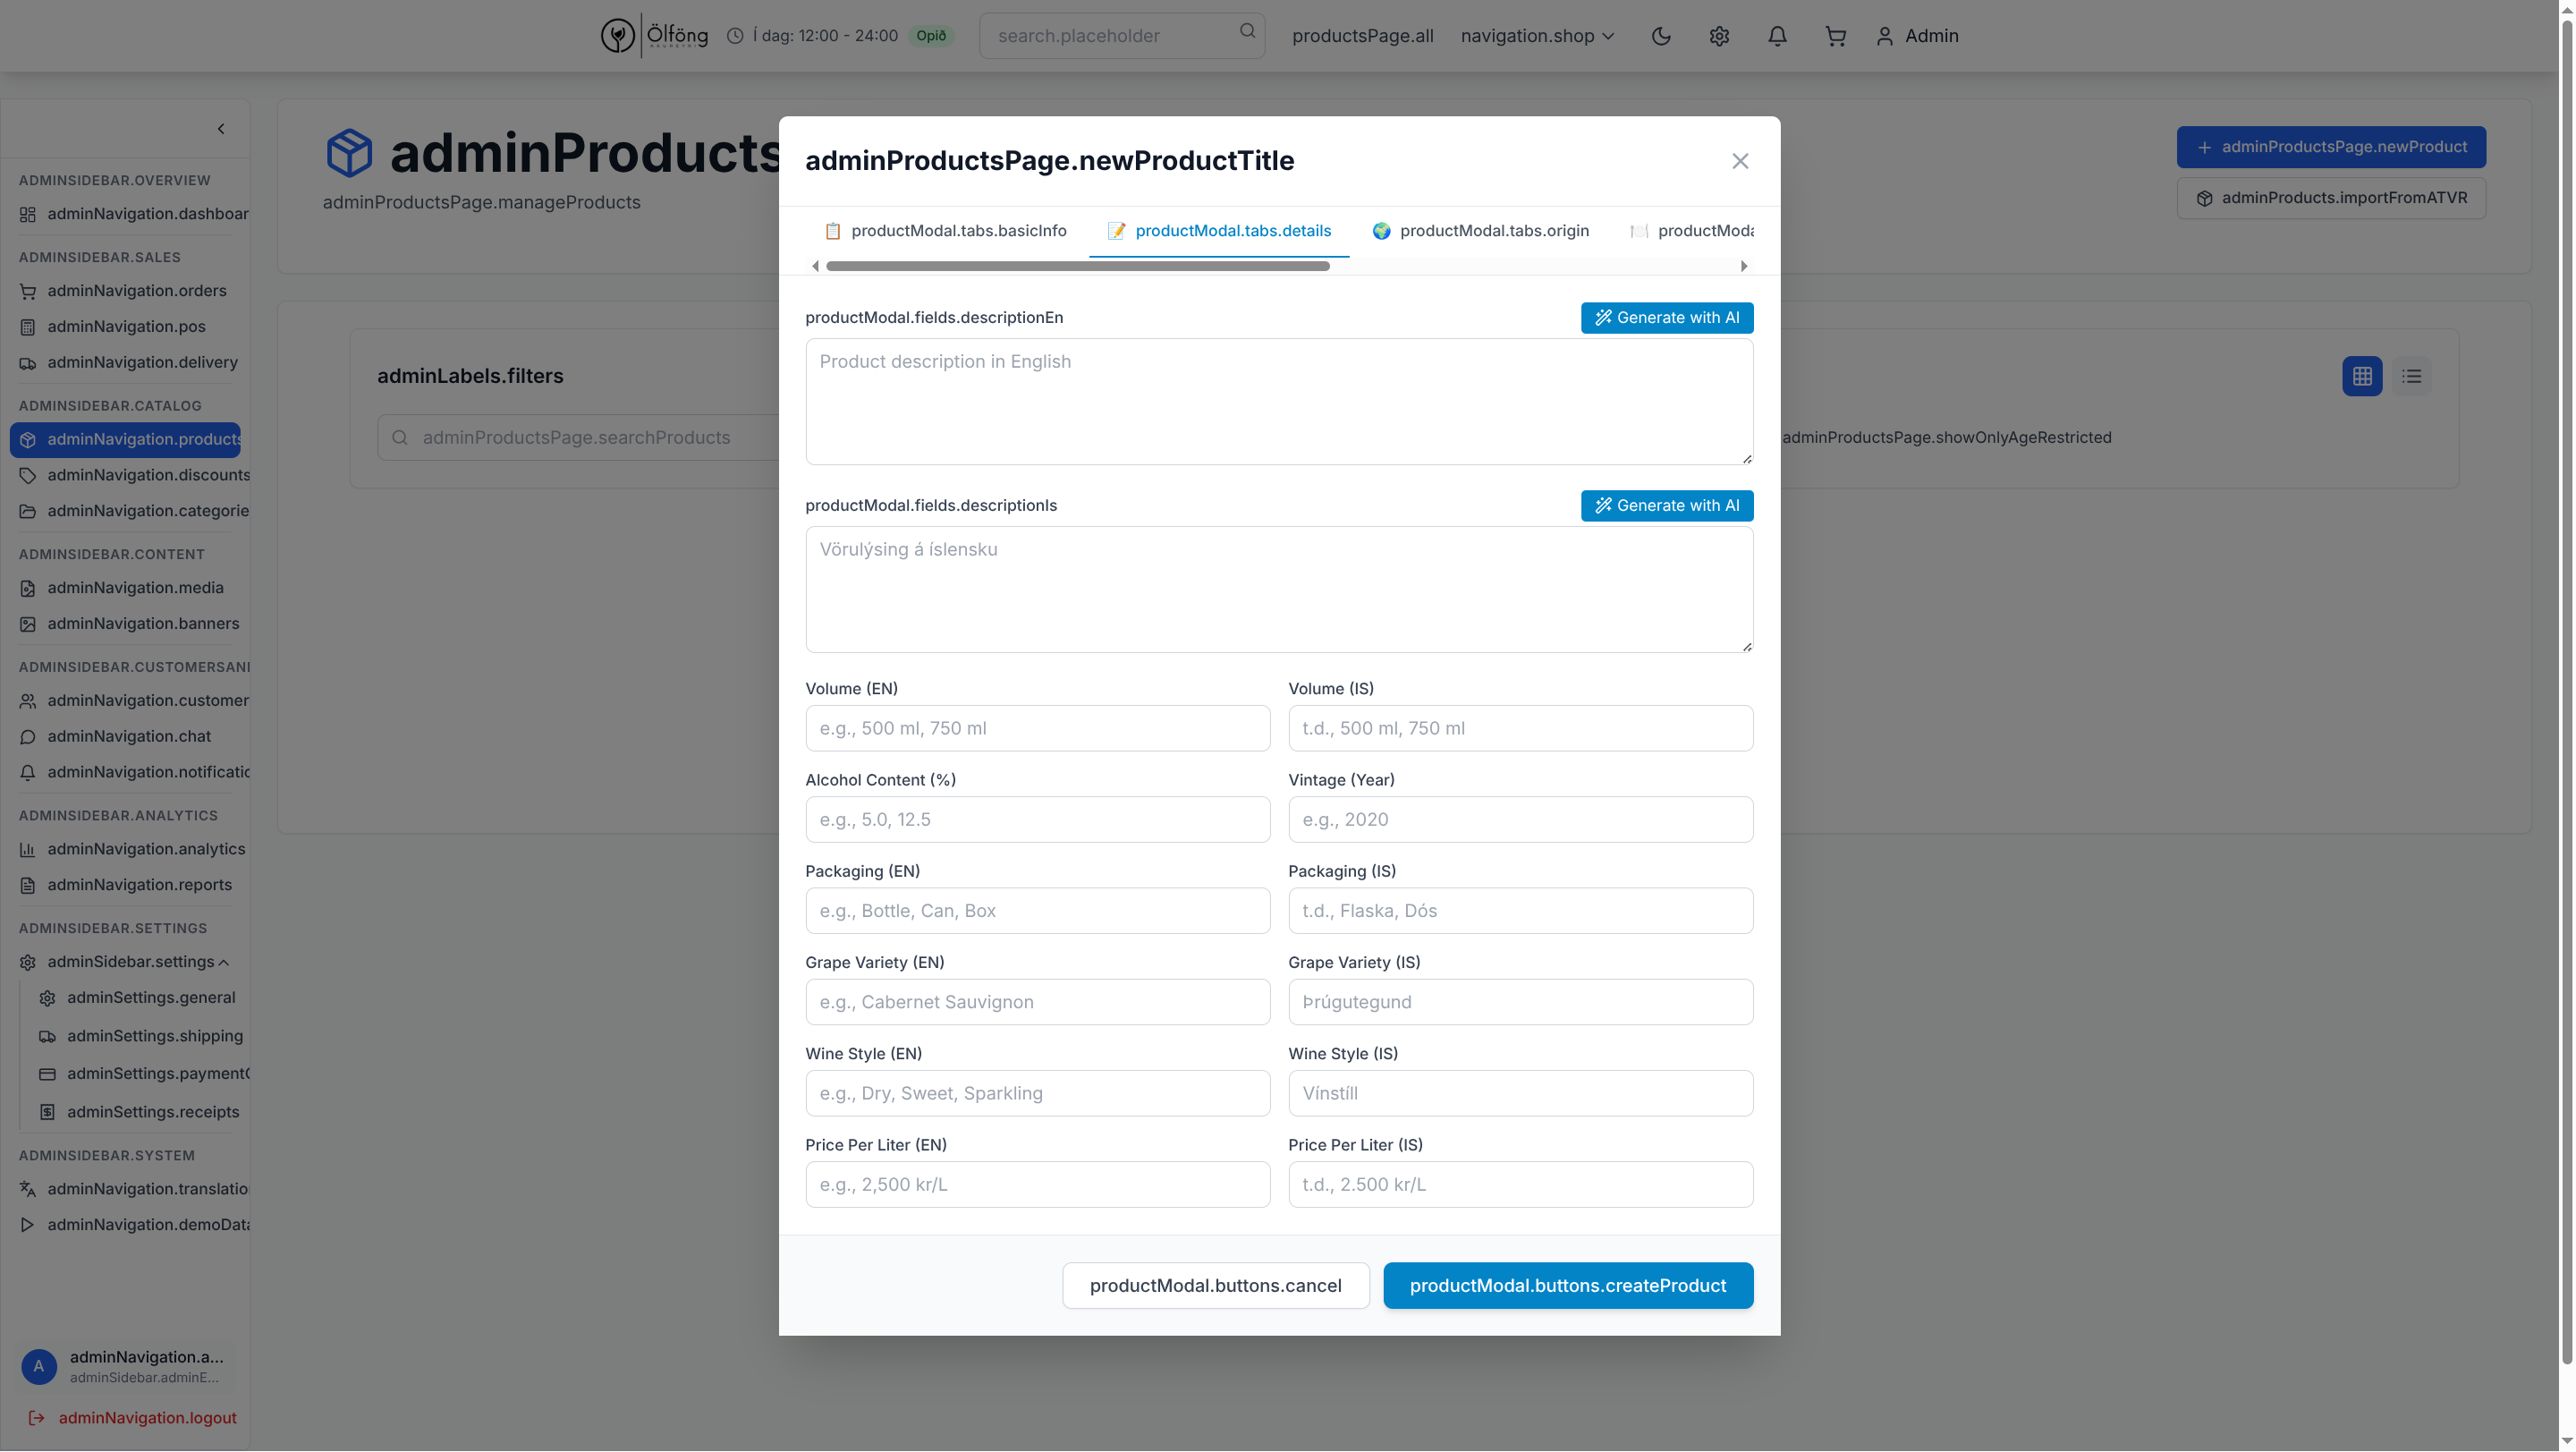 Ölföng
Í dag: 12:00 - 24:00
Opið
search.placeholder
productsPage.all
navigation.shop
Admin
ADMINSIDEBAR.OVERVIEW
adminNavigation.dashboar
ADMINSIDEBAR.SALES
adminNavigation.orders
adminNavigation.pos
adminNavigation.delivery
ADMINSIDEBAR.CATALOG
adminNavigation.products
adminNavigation.discounts
adminNavigation.categorie
ADMINSIDEBAR.CONTENT
adminNavigation.media
adminNavigation.banners
ADMINSIDEBAR.CUSTOMERSAN
adminNavigation.customer
adminNavigation.chat
adminNavigation.notificatio
ADMINSIDEBAR.ANALYTICS
adminNavigation.analytics
adminNavigation.reports
ADMINSIDEBAR.SETTINGS
adminSidebar.settings
adminSettings.general
adminSettings.shipping
adminSettings.payment
adminSettings.receipts
ADMINSIDEBAR.SYSTEM
adminNavigation.translatio
adminNavigation.demoData
A
adminNavigation.a...
adminSidebar.adminE...
adminNavigation.logout
adminProducts
adminProductsPage.manageProducts
adminProductsPage.newProduct
adminProducts.importFromATVR
adminLabels.filters
adminProductsPage.searchProducts
adminProductsPage.showOnlyAgeRestricted
adminProductsPage.newProductTitle
productModal.tabs.basicInfo
productModal.tabs.details
productModal.tabs.origin
productModa
productModal.fields.descriptionEn
Generate with AI
Product description in English
productModal.fields.descriptionIs
Generate with AI
Vörulýsing á íslensku
Volume (EN)
Volume (IS)
e.g., 500 ml, 750 ml
t.d., 500 ml, 750 ml
Alcohol Content (%)
Vintage (Year)
e.g., 5.0, 12.5
e.g., 2020
Packaging (EN)
Packaging (IS)
e.g., Bottle, Can, Box
t.d., Flaska, Dós
Grape Variety (EN)
Grape Variety (IS)
e.g., Cabernet Sauvignon
Þrúgutegund
Wine Style (EN)
Wine Style (IS)
e.g., Dry, Sweet, Sparkling
Vínstíll
Price Per Liter (EN)
Price Per Liter (IS)
e.g., 2,500 kr/L
t.d., 2.500 kr/L
productModal.buttons.cancel
productModal.buttons.createProduct